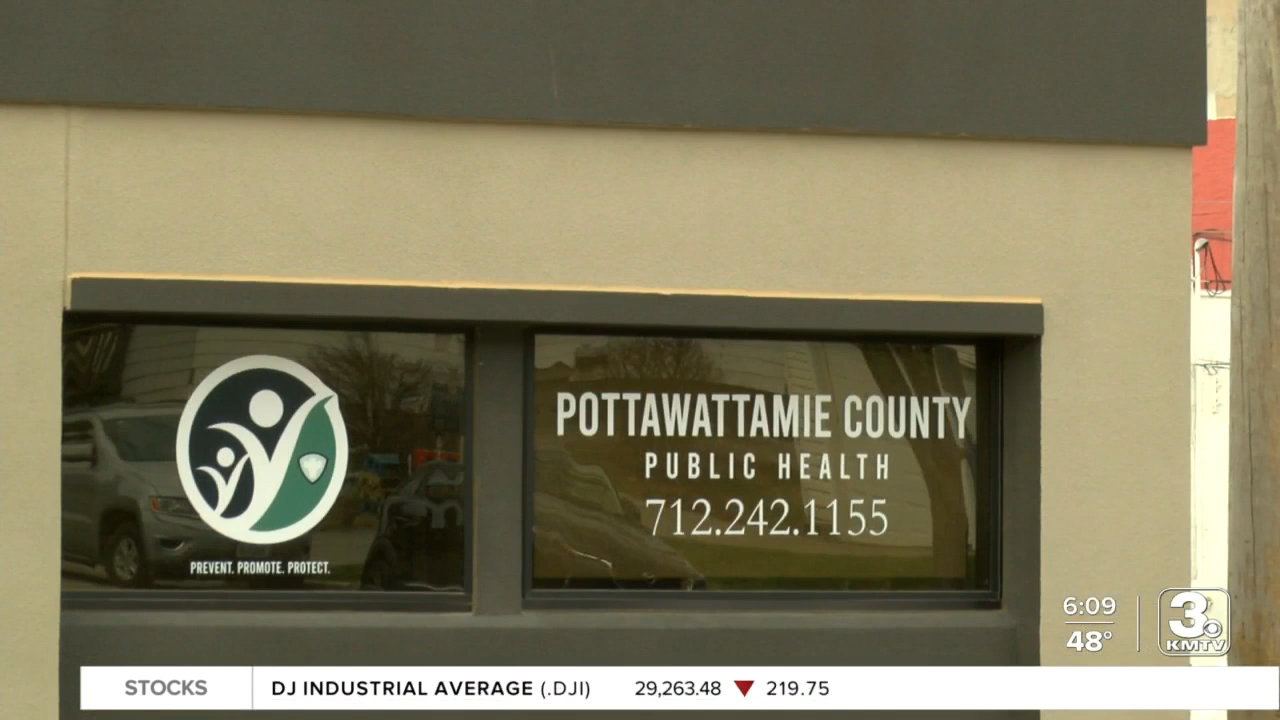 POTTAWATTAMIE COUNTY
PUBLIC HEALTH
712.242.1155
PREVENT. PROMOTE. PROTECT.
6:09
48°
3
KMTV
STOCKS DJ INDUSTRIAL AVERAGE (.DJI) 29,263.48 ▼ 219.75